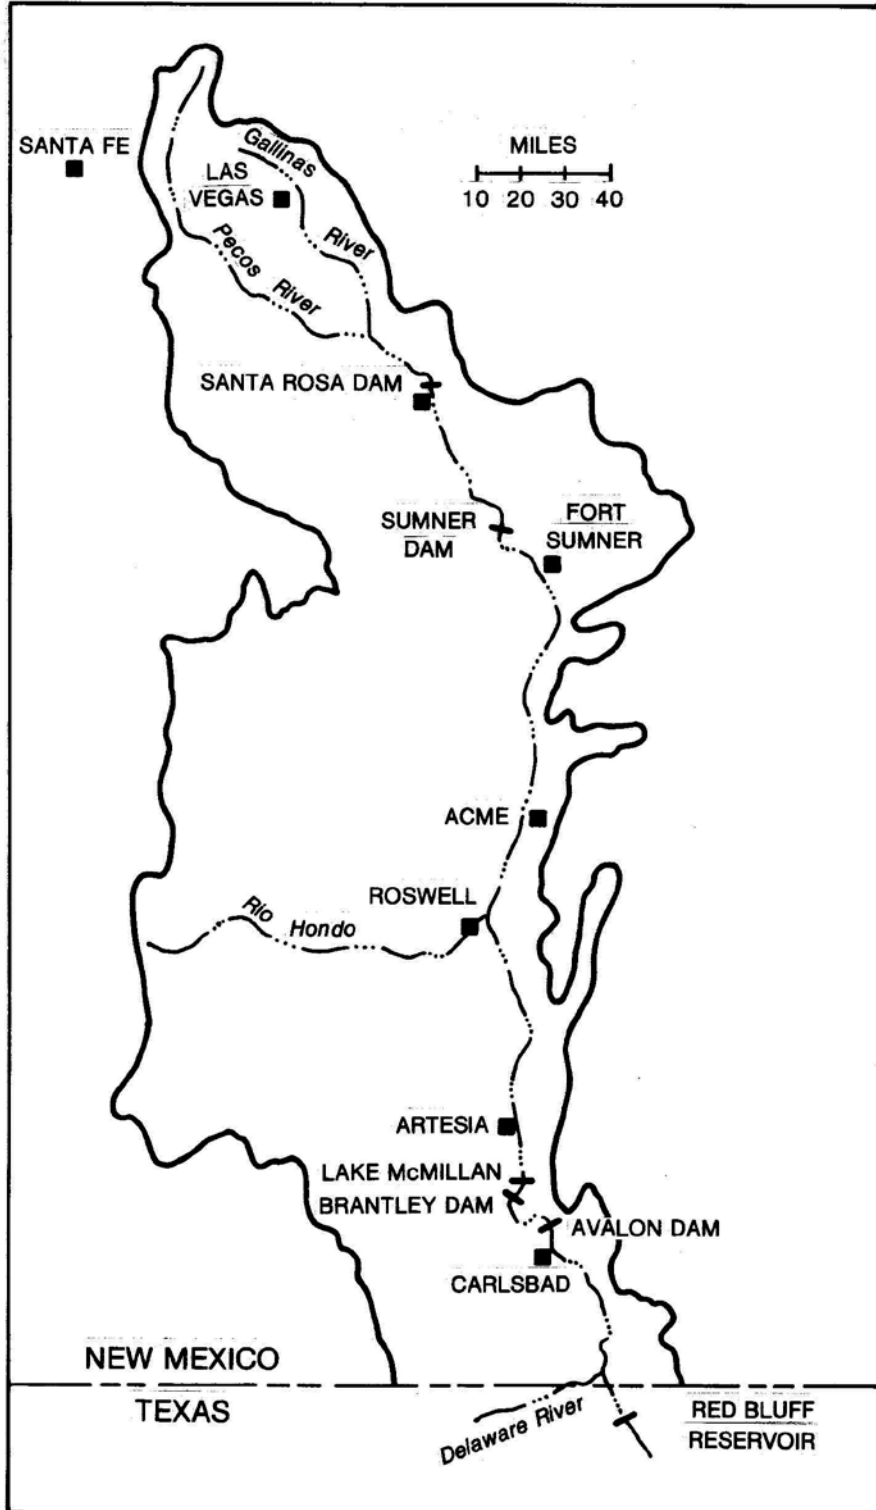 SANTA FE
Gallinas
River
LAS
VEGAS
MILES
10 20 30 40
Pecos
River
SANTA ROSA DAM
SUMNER
DAM
FORT
SUMNER
ACME
ROSWELL
Rio
Hondo
ARTESIA
LAKE McMILLAN
BRANTLEY DAM
AVALON DAM
CARLSBAD
NEW MEXICO
TEXAS
Delaware River
RED BLUFF
RESERVOIR